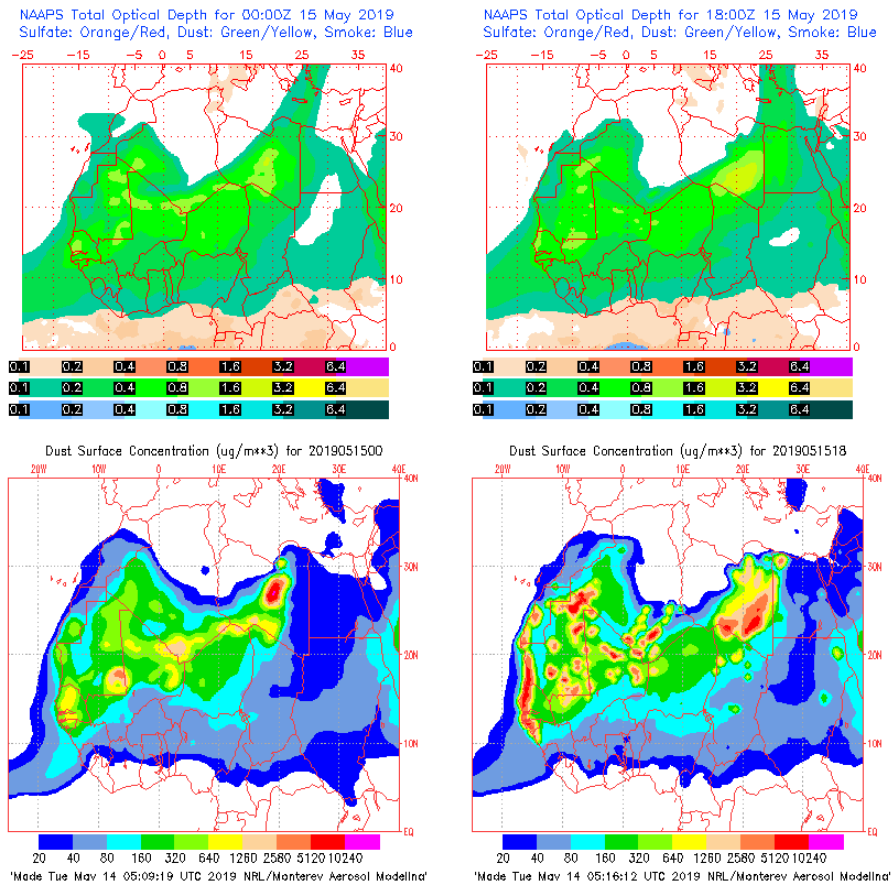 NAAPS Total Optical Depth for 00:00Z 15 May 2019
Sulfate: Orange/Red, Dust: Green/Yellow, Smoke: Blue
-25 -15 -5 5 15 25 35
40
30
20
10
0
0.1 0.2 0.4 0.8 1.6 3.2 6.4
0.1 0.2 0.4 0.8 1.6 3.2 6.4
0.1 0.2 0.4 0.8 1.6 3.2 6.4
NAAPS Total Optical Depth for 18:00Z 15 May 2019
Sulfate: Orange/Red, Dust: Green/Yellow, Smoke: Blue
-25 -15 -5 5 15 25 35
40
30
20
10
0
0.1 0.2 0.4 0.8 1.6 3.2 6.4
0.1 0.2 0.4 0.8 1.6 3.2 6.4
0.1 0.2 0.4 0.8 1.6 3.2 6.4
Dust Surface Concentration (ug/m**3) for 2019051500
20W 10W 0 10E 20E 30E 40E
40N
30N
20N
10N
EQ
20 40 80 160 320 640 1260 2580 5120 10240
'Made Tue May 14 05:09:19 UTC 2019 NRL/Monterey Aerosol Modeling'
Dust Surface Concentration (ug/m**3) for 2019051518
20W 10W 0 10E 20E 30E 40E
40N
30N
20N
10N
EQ
20 40 80 160 320 640 1260 2580 5120 10240
'Made Tue May 14 05:16:12 UTC 2019 NRL/Monterey Aerosol Modeling'